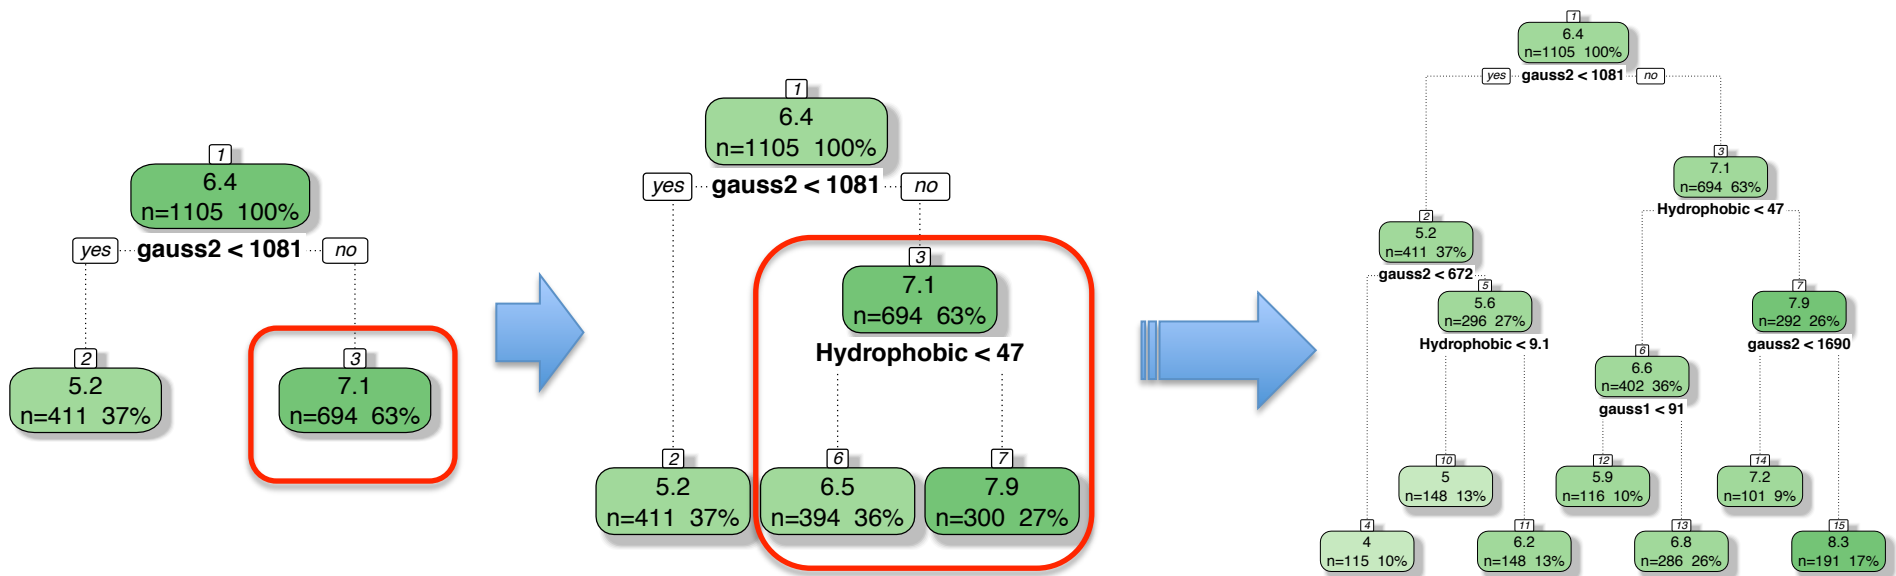 1
6.4
n=1105 100%
yes gauss2 < 1081 no
2
5.2
n=411 37%
3
7.1
n=694 63%
1
6.4
n=1105 100%
yes gauss2 < 1081 no
3
7.1
n=694 63%
Hydrophobic < 47
2
5.2
n=411 37%
6
6.5
n=394 36%
7
7.9
n=300 27%
1
6.4
n=1105 100%
yes gauss2 < 1081 no
3
7.1
n=694 63%
Hydrophobic < 47
2
5.2
n=411 37%
gauss2 < 672
5
5.6
n=296 27%
Hydrophobic < 9.1
7
7.9
n=292 26%
gauss2 < 1690
6
6.6
n=402 36%
gauss1 < 91
10
5
n=148 13%
12
5.9
n=116 10%
14
7.2
n=101 9%
4
4
n=115 10%
11
6.2
n=148 13%
13
6.8
n=286 26%
15
8.3
n=191 17%